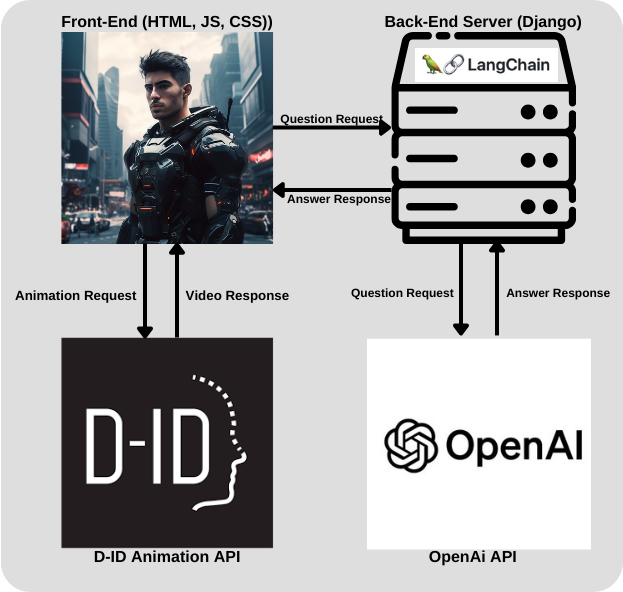 Front-End (HTML, JS, CSS))
Back-End Server (Django)
LangChain
Question Request
Answer Response
Animation Request
Video Response
Question Request
Answer Response
D-ID
OpenAI
D-ID Animation API
OpenAi API